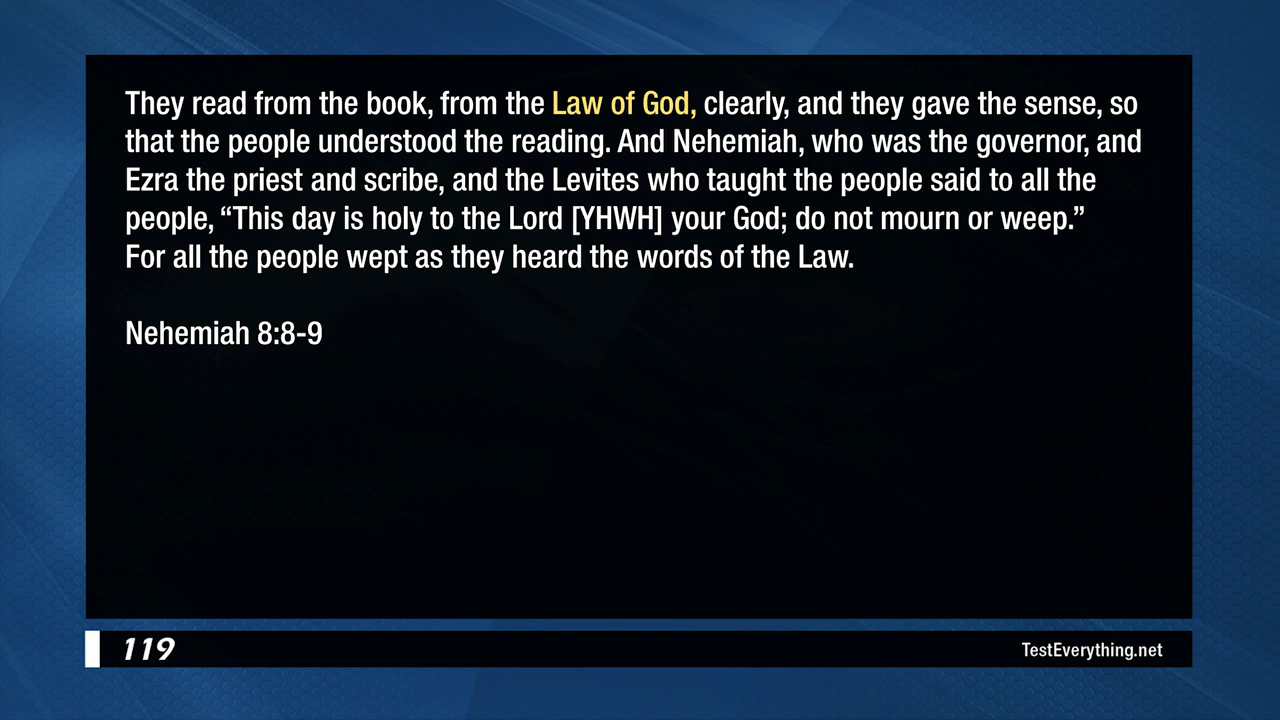 They read from the book, from the Law of God, clearly, and they gave the sense, so
that the people understood the reading. And Nehemiah, who was the governor, and
Ezra the priest and scribe, and the Levites who taught the people said to all the
people, “This day is holy to the Lord [YHWH] your God; do not mourn or weep.”
For all the people wept as they heard the words of the Law.
Nehemiah 8:8-9
119
TestEverything.net